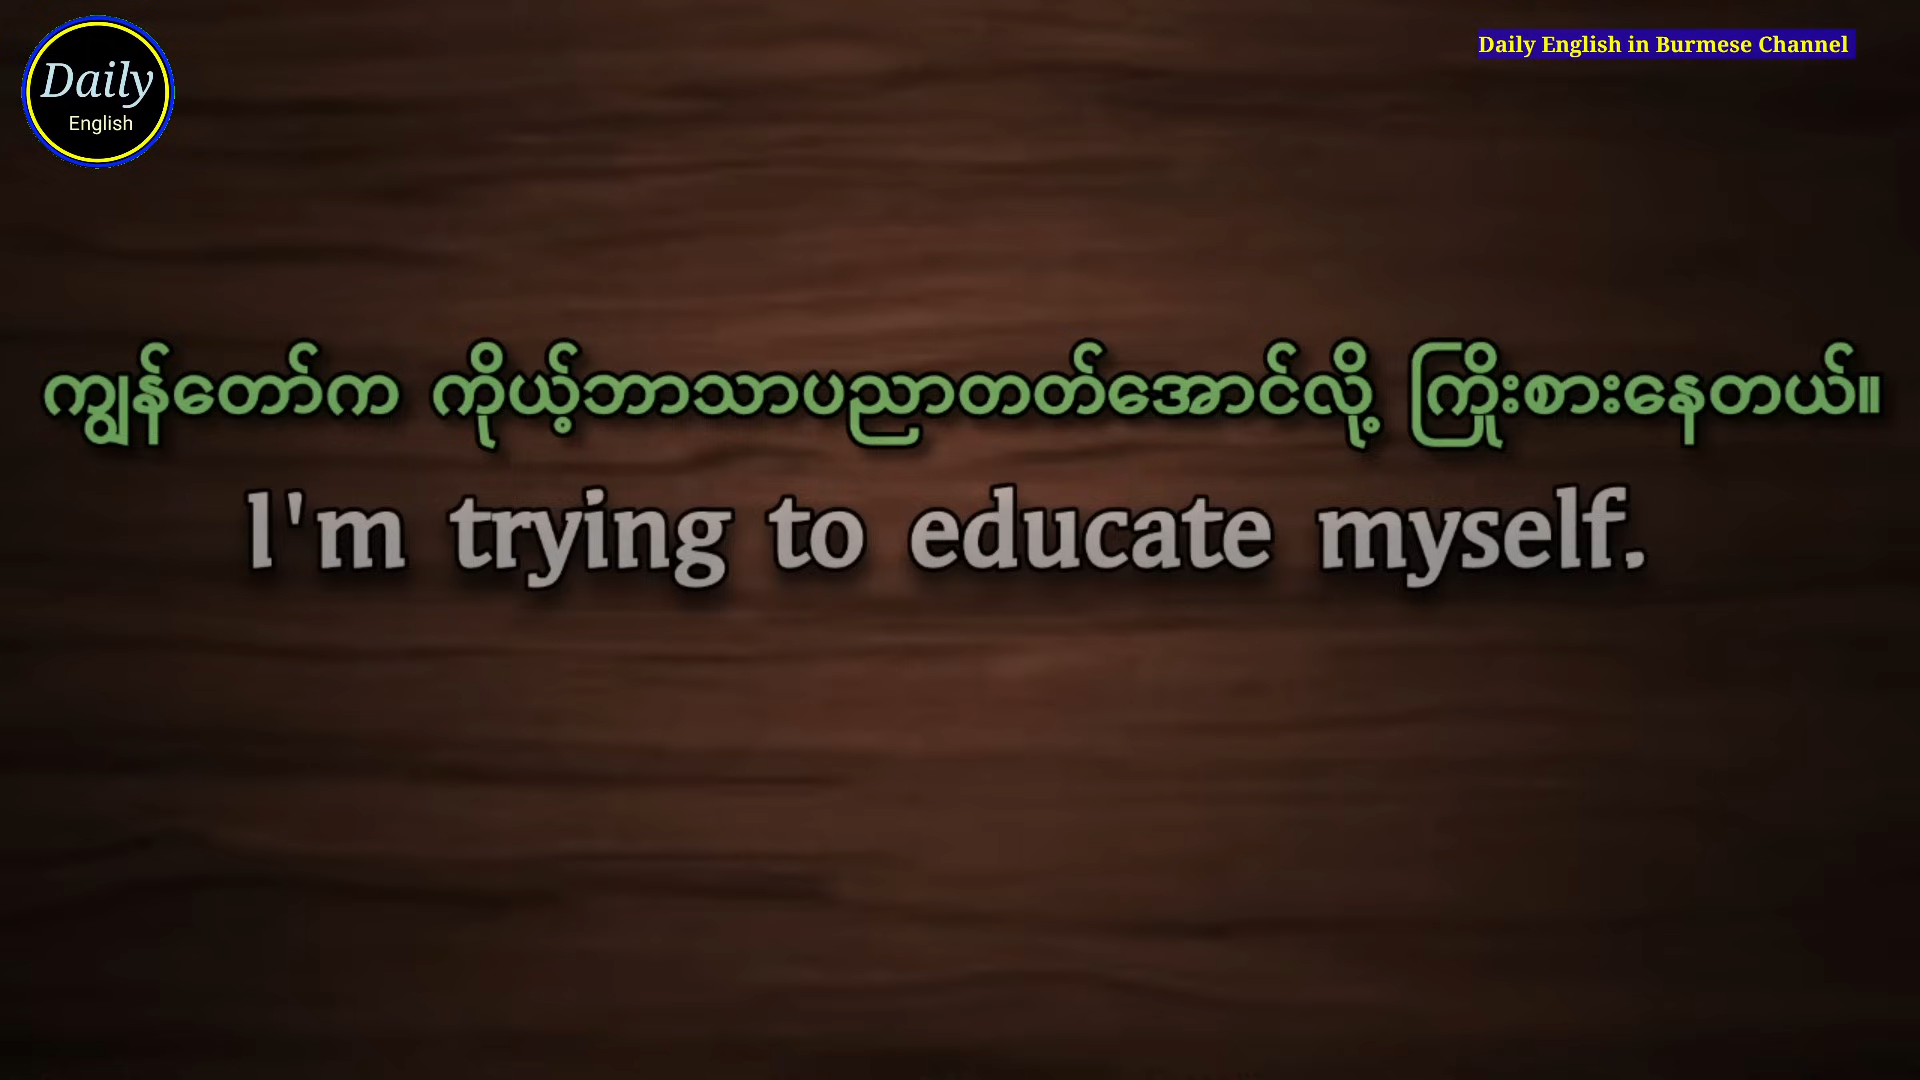 Daily
English
Daily English in Burmese Channel
ကျွန်တော်က ကိုယ့်ဘာသာပညာတတ်အောင်လို့ ကြိုးစားနေတယ်။
I'm trying to educate myself.